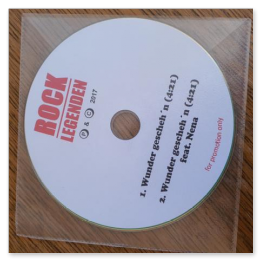 ROCK
LEGENDEN
℗ & © 2017
1. Wunder gescheh´n (4:21)
2. Wunder gescheh´n (4:21)
feat. Nena
for promotion only